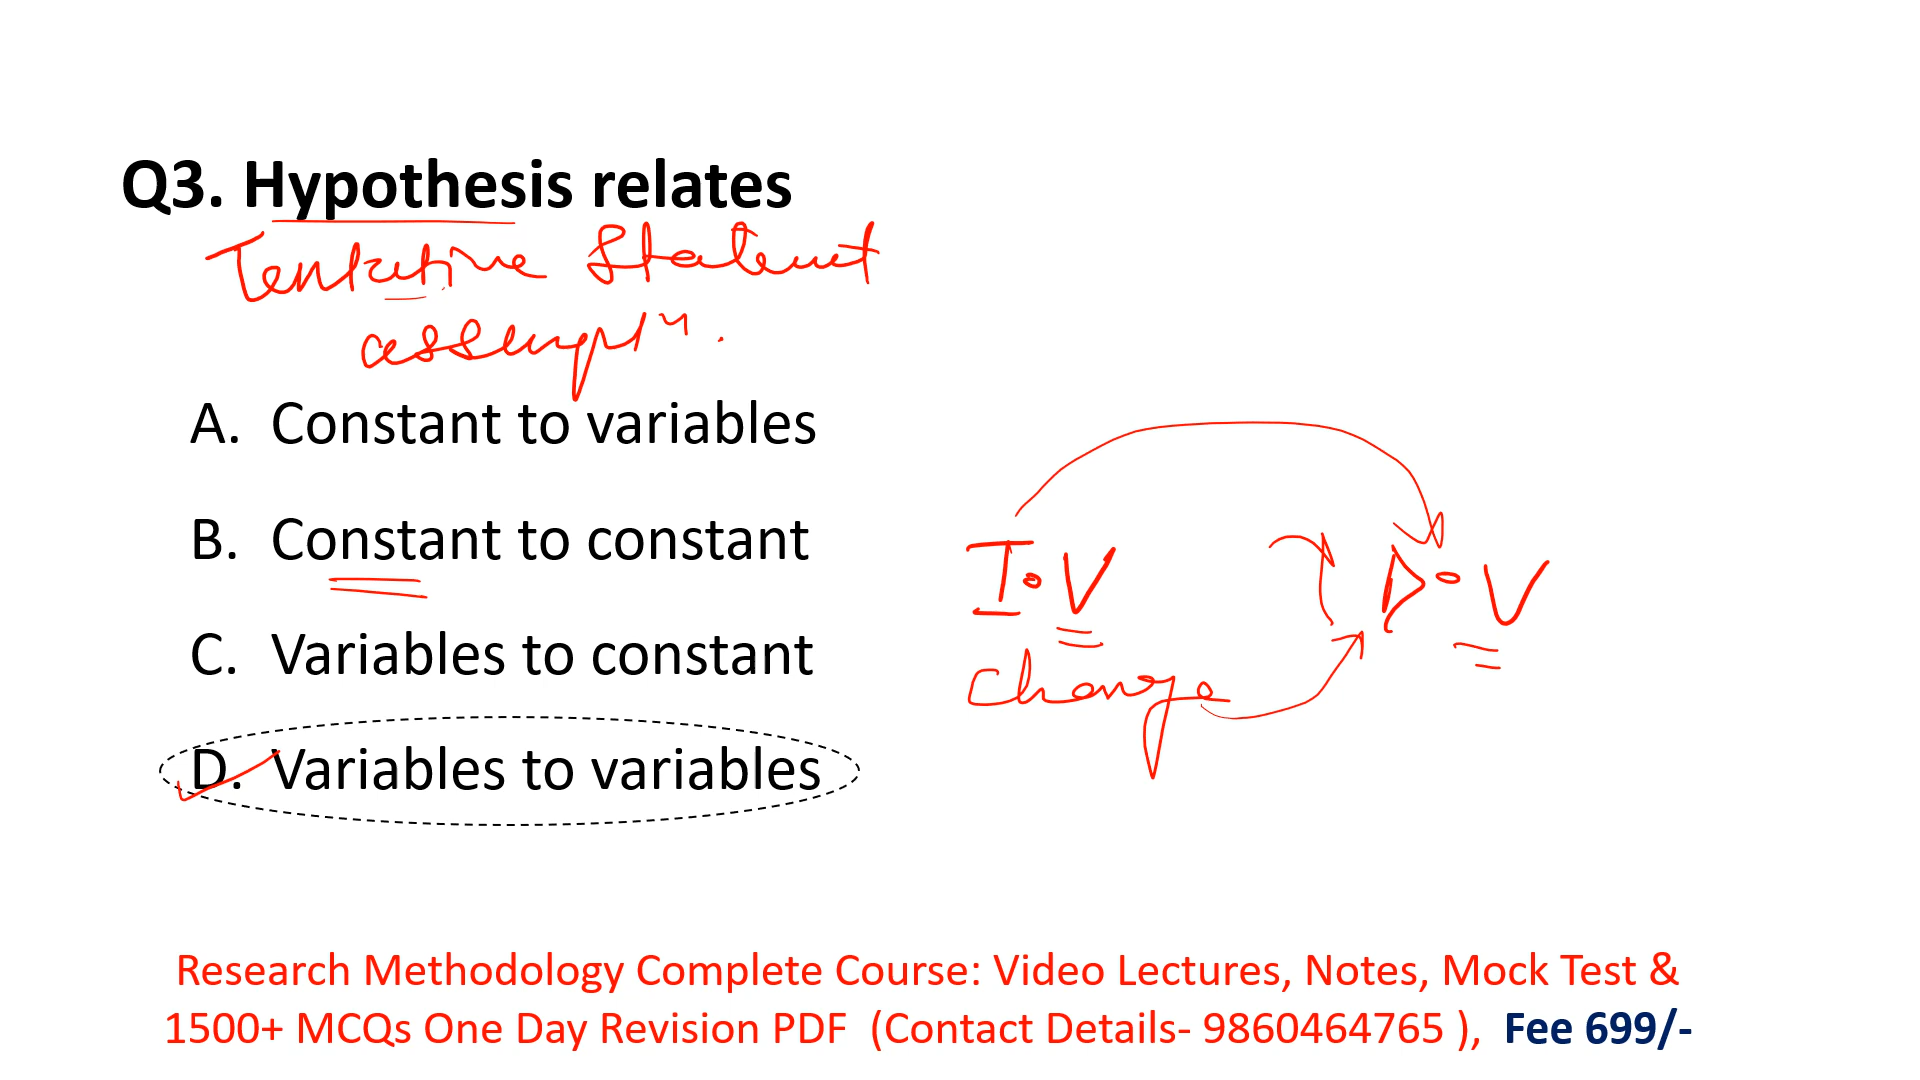 Q3. Hypothesis relates
Tentative Statement
assumptn.
A. Constant to variables
B. Constant to constant
I. V D. V
C. Variables to constant
Change
D. Variables to variables
Research Methodology Complete Course: Video Lectures, Notes, Mock Test &
1500+ MCQs One Day Revision PDF (Contact Details- 9860464765 ), Fee 699/-